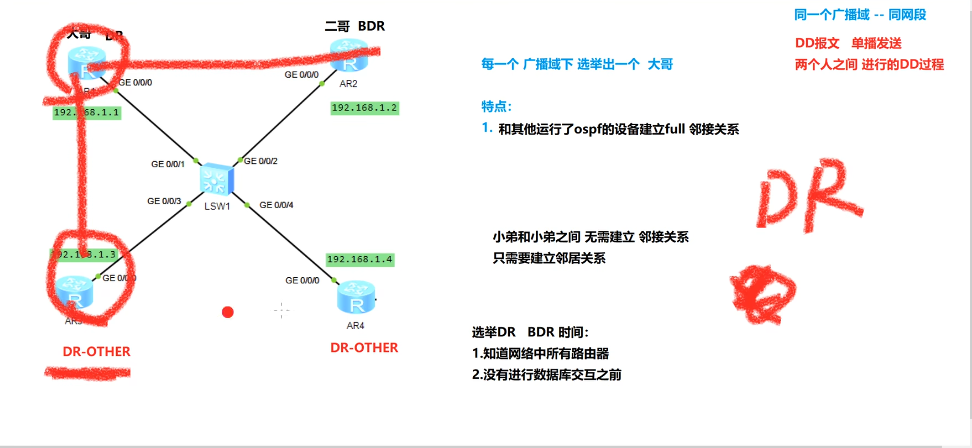 大哥 DR
二哥 BDR
同一个广播域 -- 同网段
DD报文 单播发送
两个人之间 进行的DD过程
每一个 广播域下 选举出一个 大哥
GE 0/0/0
GE 0/0/0
AR2
192.168.1.1
192.168.1.2
特点：
1. 和其他运行了ospf的设备建立full 邻接关系
GE 0/0/1
GE 0/0/2
DR
GE 0/0/3
GE 0/0/4
LSW1
小弟和小弟之间 无需建立 邻接关系
只需要建立邻居关系
192.168.1.3
192.168.1.4
GE 0/0/0
GE 0/0/0
AR3
AR4
DR-OTHER
DR-OTHER
选举DR BDR 时间：
1.知道网络中所有路由器
2.没有进行数据库交互之前